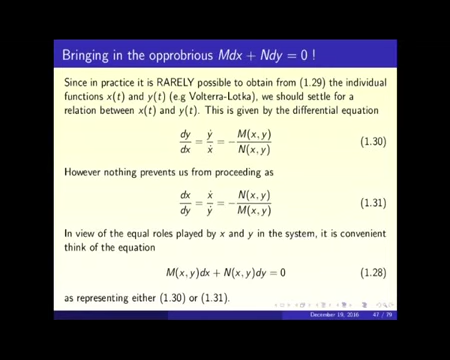 Bringing in the opprobrious Mdx + Ndy = 0 !
Since in practice it is RARELY possible to obtain from (1.29) the individual
functions x(t) and y(t) (e.g Volterra-Lotka), we should settle for a
relation between x(t) and y(t). This is given by the differential equation
dy/dx = ẏ/ẋ = −M(x, y)/N(x, y) (1.30)
However nothing prevents us from proceeding as
dx/dy = ẋ/ẏ = −N(x, y)/M(x, y) (1.31)
In view of the equal roles played by x and y in the system, it is convenient
think of the equation
M(x, y)dx + N(x, y)dy = 0 (1.28)
as representing either (1.30) or (1.31).
December 19, 2016 47 / 79